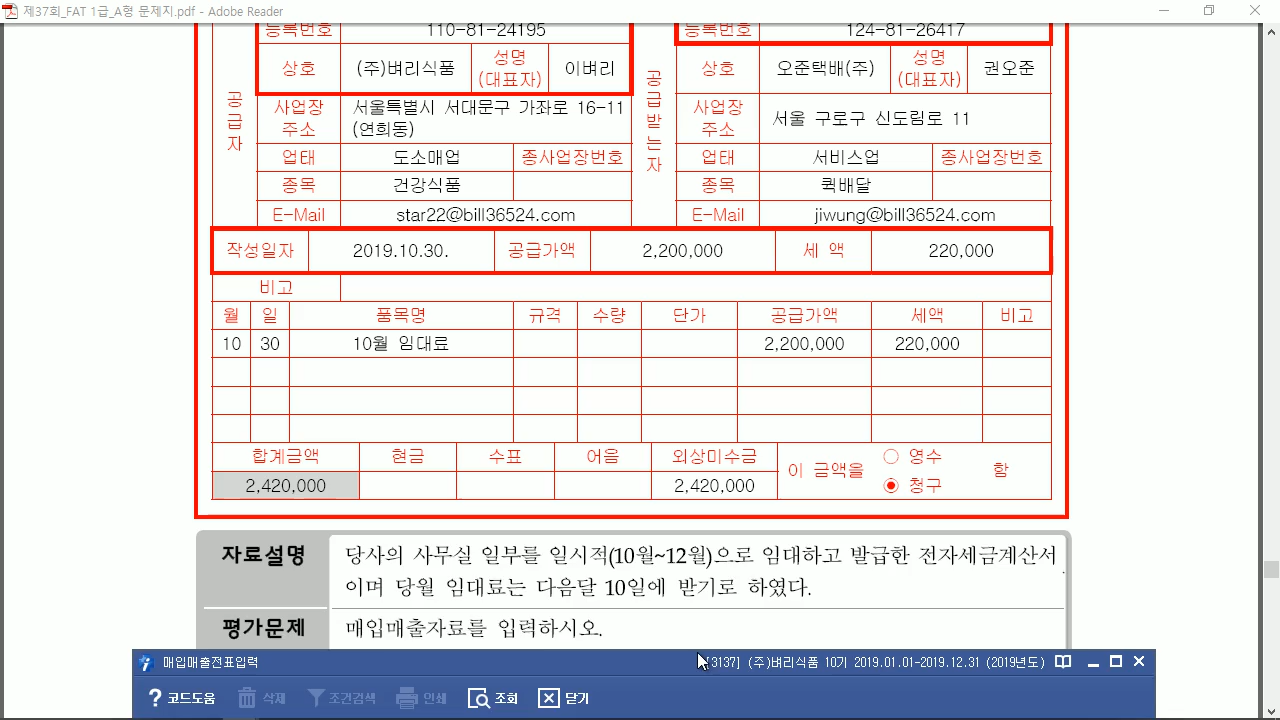 제37회_FAT 1급_A형 문제지.pdf - Adobe Reader
등록번호 110-81-24195 등록번호 124-81-26417
상호 (주)벼리식품 성명 (대표자) 이벼리 상호 오준택배(주) 성명 (대표자) 권오준
공급자 공급받는자
사업장 주소 서울특별시 서대문구 가좌로 16-11 (연희동) 사업장 주소 서울 구로구 신도림로 11
업태 도소매업 종사업장번호 업태 서비스업 종사업장번호
종목 건강식품 종목 퀵배달
E-Mail star22@bill36524.com E-Mail jiwung@bill36524.com
작성일자 2019.10.30. 공급가액 2,200,000 세 액 220,000
비고
월 일 품목명 규격 수량 단가 공급가액 세액 비고
10 30 10월 임대료 2,200,000 220,000
합계금액 현금 수표 어음 외상미수금 이 금액을 영수 함
2,420,000 2,420,000 청구
자료설명 당사의 사무실 일부를 일시적(10월~12월)으로 임대하고 발급한 전자세금계산서
이며 당월 임대료는 다음달 10일에 받기로 하였다.
평가문제 매입매출자료를 입력하시오.
매입매출전표입력 3137] (주)벼리식품 10기 2019.01.01-2019.12.31 (2019년도)
코드도움 삭제 조건검색 인쇄 조회 닫기